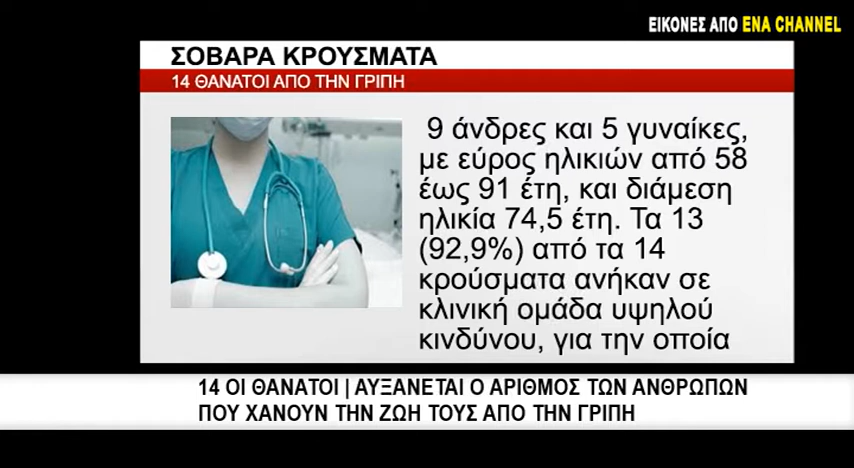 ΕΙΚΟΝΕΣ ΑΠΟ ΕΝΑ CHANNEL
ΣΟΒΑΡΑ ΚΡΟΥΣΜΑΤΑ
14 ΘΑΝΑΤΟΙ ΑΠΟ ΤΗΝ ΓΡΙΠΗ
9 άνδρες και 5 γυναίκες,
με εύρος ηλικιών από 58
έως 91 έτη, και διάμεση
ηλικία 74,5 έτη. Τα 13
(92,9%) από τα 14
κρούσματα ανήκαν σε
κλινική ομάδα υψηλού
κινδύνου, για την οποία
14 ΟΙ ΘΑΝΑΤΟΙ | ΑΥΞΑΝΕΤΑΙ Ο ΑΡΙΘΜΟΣ ΤΩΝ ΑΝΘΡΩΠΩΝ
ΠΟΥ ΧΑΝΟΥΝ ΤΗΝ ΖΩΗ ΤΟΥΣ ΑΠΟ ΤΗΝ ΓΡΙΠΗ